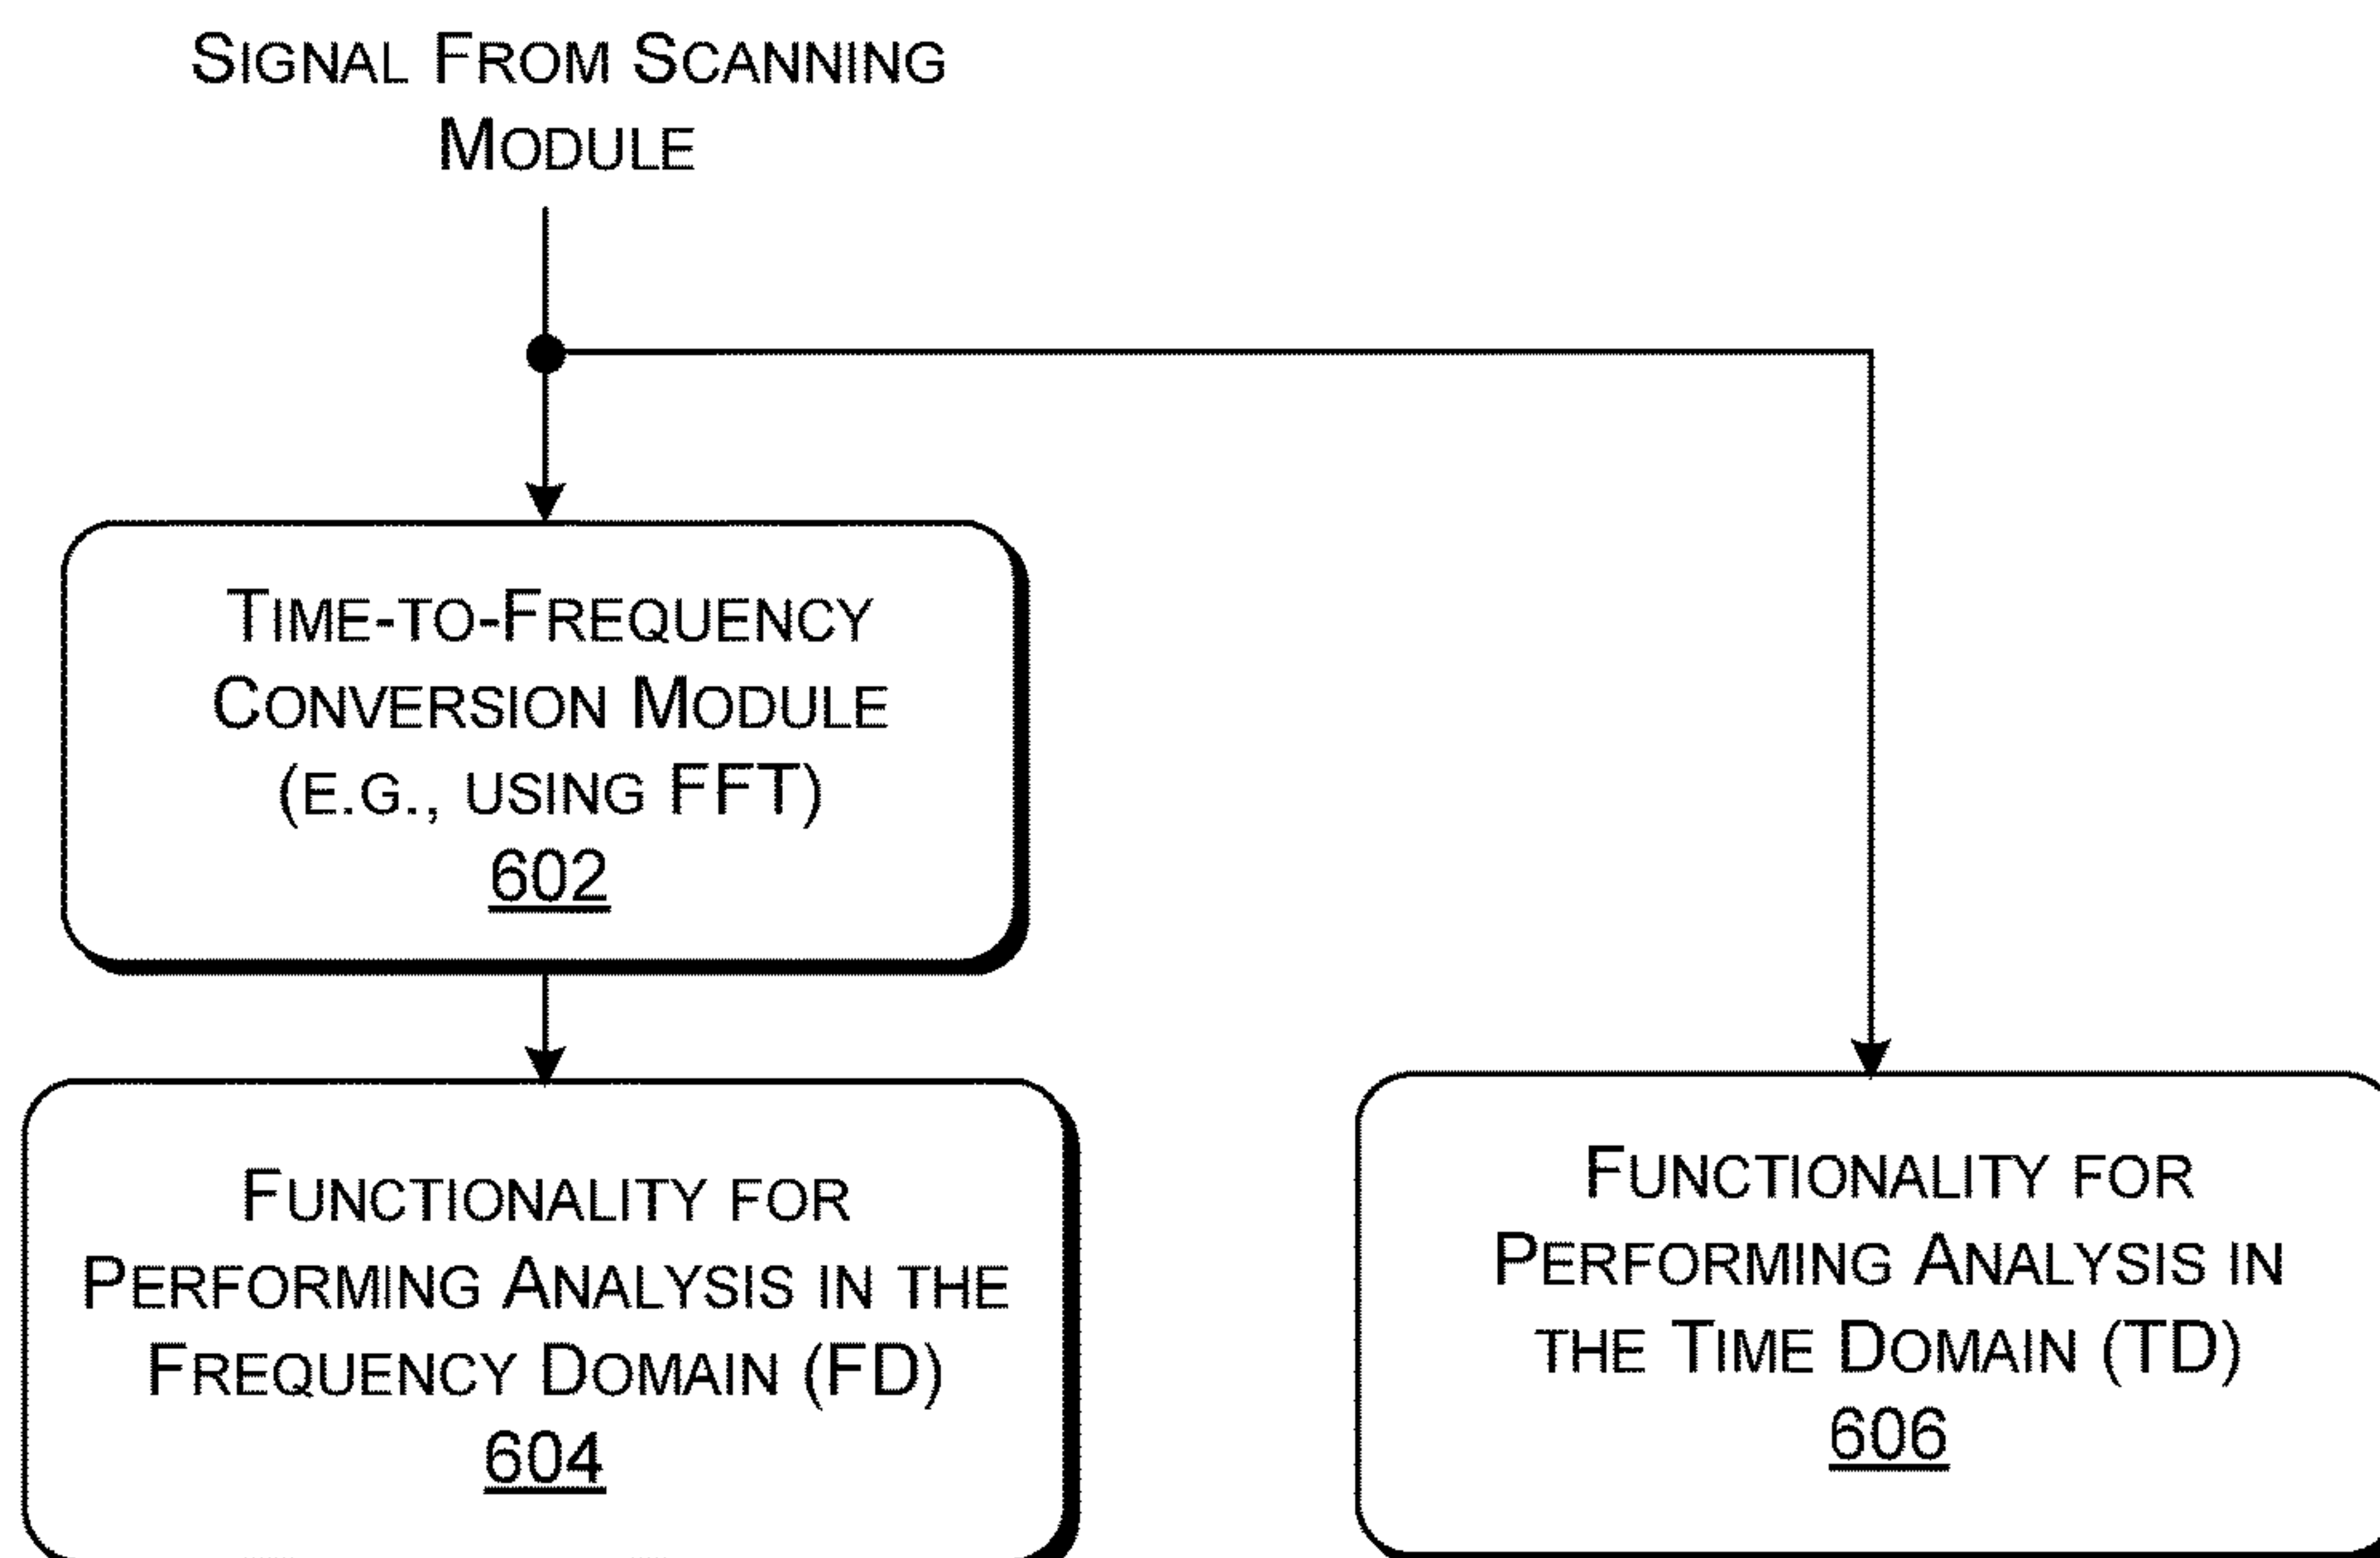 SIGNAL FROM SCANNING
MODULE
TIME-TO-FREQUENCY
CONVERSION MODULE
(E.G., USING FFT)
602
FUNCTIONALITY FOR
PERFORMING ANALYSIS IN THE
FREQUENCY DOMAIN (FD)
604
FUNCTIONALITY FOR
PERFORMING ANALYSIS IN
THE TIME DOMAIN (TD)
606